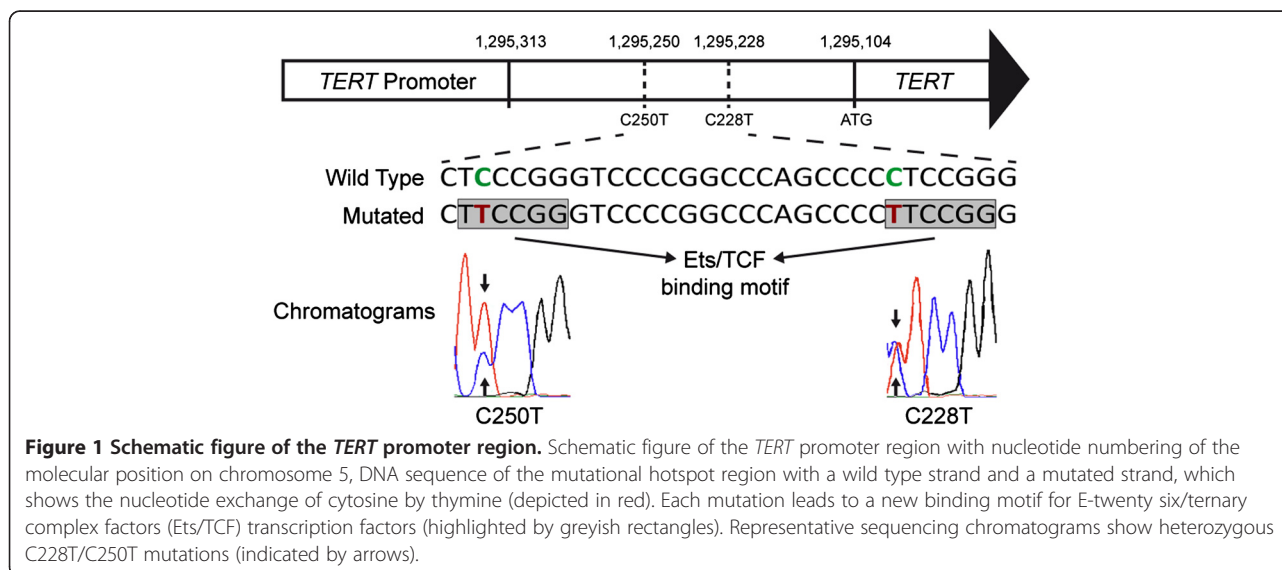 1,295,313 1,295,250 1,295,228 1,295,104
TERT Promoter TERT
C250T C228T ATG
Wild Type CTCCCGGGTCCCCGGCCCAGCCCCCTCCGGG
Mutated CTTCCGGGTCCCCGGCCCAGCCCCTTCCGGG
Ets/TCF
binding motif
Chromatograms
C250T C228T
Figure 1 Schematic figure of the TERT promoter region. Schematic figure of the TERT promoter region with nucleotide numbering of the
molecular position on chromosome 5, DNA sequence of the mutational hotspot region with a wild type strand and a mutated strand, which
shows the nucleotide exchange of cytosine by thymine (depicted in red). Each mutation leads to a new binding motif for E-twenty six/ternary
complex factors (Ets/TCF) transcription factors (highlighted by greyish rectangles). Representative sequencing chromatograms show heterozygous
C228T/C250T mutations (indicated by arrows).